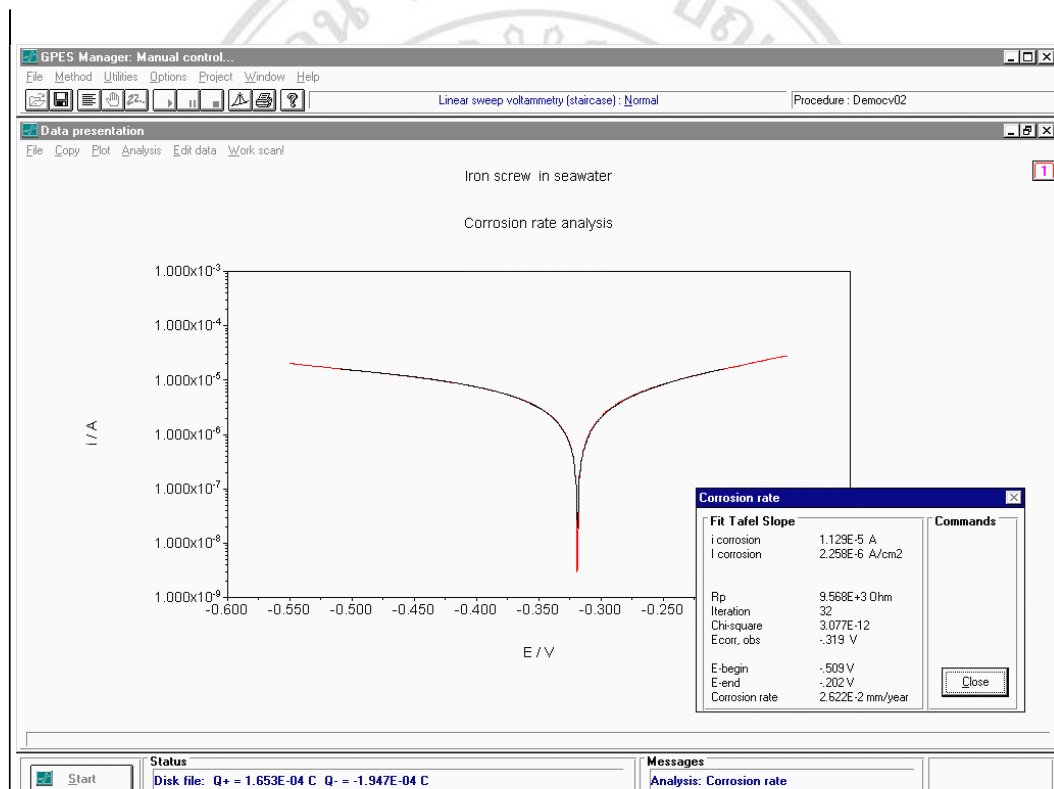 GPES Manager: Manual control...
File Method Utilities Options Project Window Help
Linear sweep voltammetry (staircase) : Normal
Procedure : Democv02
Data presentation
File Copy Plot Analysis Edit data Work scan!
1
Iron screw in seawater
Corrosion rate analysis
1.000x10-3
1.000x10-4
1.000x10-5
1.000x10-6
1.000x10-7
1.000x10-8
1.000x10-9
i / A
-0.600 -0.550 -0.500 -0.450 -0.400 -0.350 -0.300 -0.250
E / V
Corrosion rate
Fit Tafel Slope
Commands
i corrosion 1.129E-5 A
I corrosion 2.258E-6 A/cm2
Rp 9.568E+3 Ohm
Iteration 32
Chi-square 3.077E-12
Ecorr, obs -.319 V
E-begin -.509 V
E-end -.202 V
Corrosion rate 2.622E-2 mm/year
Close
Start
Status
Disk file: Q+ = 1.653E-04 C Q- = -1.947E-04 C
Messages
Analysis: Corrosion rate